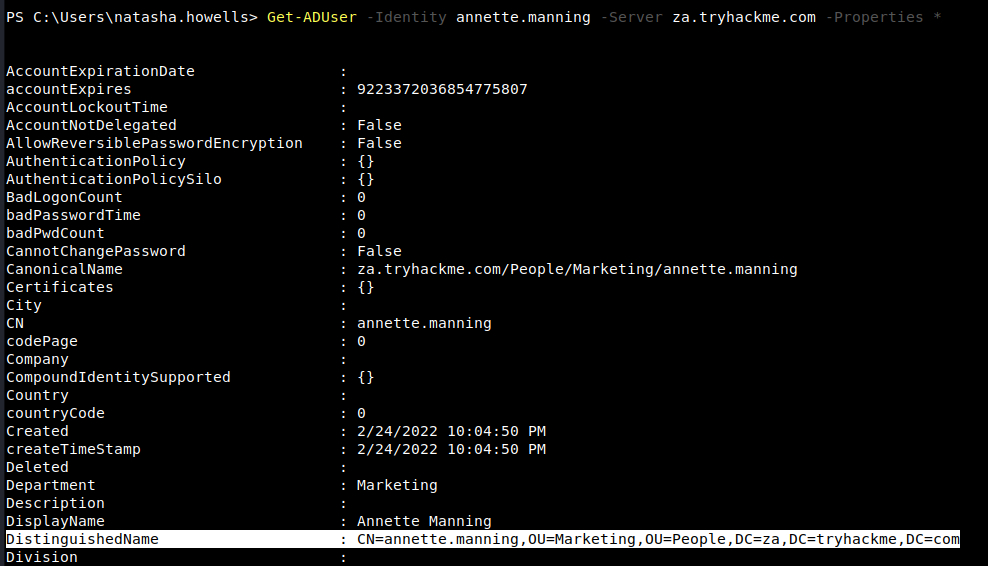 PS C:\Users\natasha.howells> Get-ADUser -Identity annette.manning -Server za.tryhackme.com -Properties *
AccountExpirationDate :
accountExpires : 9223372036854775807
AccountLockoutTime :
AccountNotDelegated : False
AllowReversiblePasswordEncryption : False
AuthenticationPolicy : {}
AuthenticationPolicySilo : {}
BadLogonCount : 0
badPasswordTime : 0
badPwdCount : 0
CannotChangePassword : False
CanonicalName : za.tryhackme.com/People/Marketing/annette.manning
Certificates : {}
City :
CN : annette.manning
codePage : 0
Company :
CompoundIdentitySupported : {}
Country :
countryCode : 0
Created : 2/24/2022 10:04:50 PM
createTimeStamp : 2/24/2022 10:04:50 PM
Deleted :
Department : Marketing
Description :
DisplayName : Annette Manning
DistinguishedName : CN=annette.manning,OU=Marketing,OU=People,DC=za,DC=tryhackme,DC=com
Division :